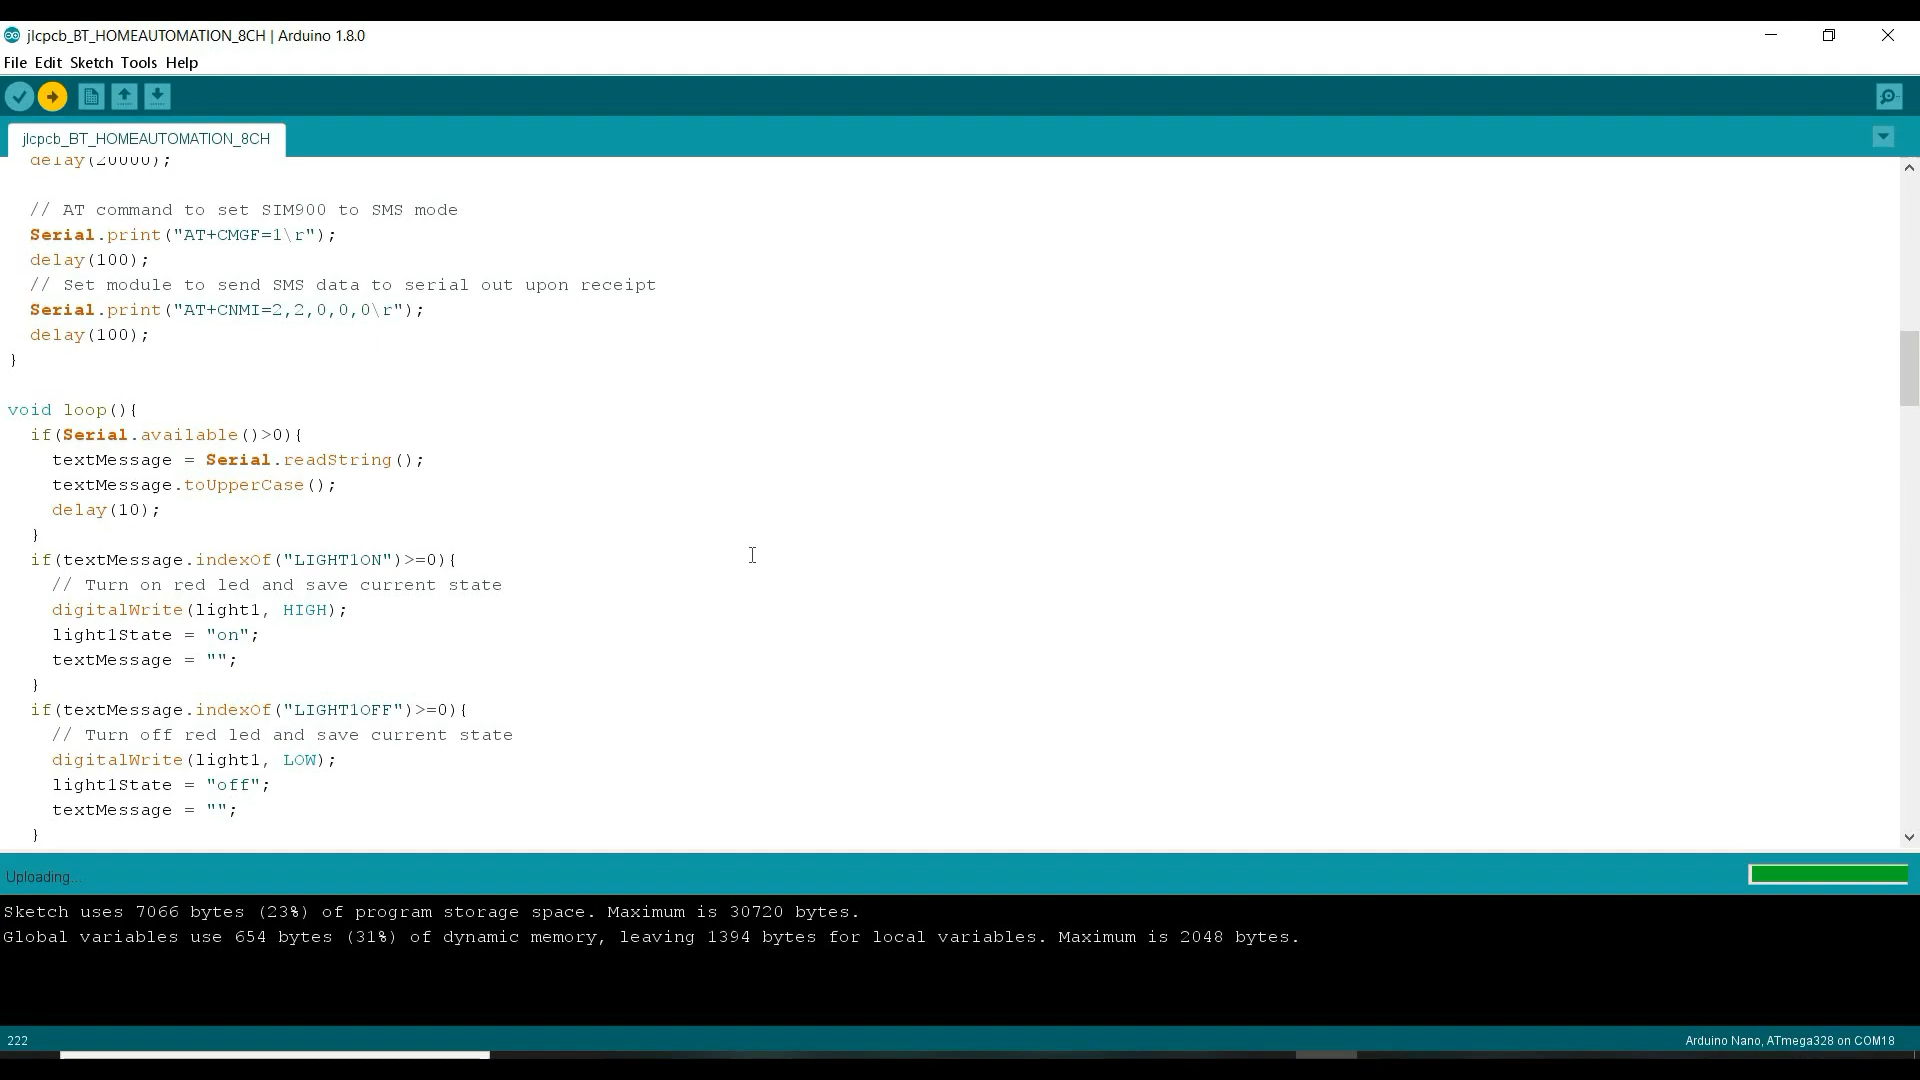 jlcpcb_BT_HOMEAUTOMATION_8CH | Arduino 1.8.0
File Edit Sketch Tools Help
jlcpcb_BT_HOMEAUTOMATION_8CH
delay(20000);
// AT command to set SIM900 to SMS mode
Serial.print("AT+CMGF=1\r");
delay(100);
// Set module to send SMS data to serial out upon receipt
Serial.print("AT+CNMI=2,2,0,0,0\r");
delay(100);
}
void loop(){
if(Serial.available()>0){
textMessage = Serial.readString();
textMessage.toUpperCase();
delay(10);
}
if(textMessage.indexOf("LIGHT1ON")>=0){
// Turn on red led and save current state
digitalWrite(light1, HIGH);
light1State = "on";
textMessage = "";
}
if(textMessage.indexOf("LIGHT1OFF")>=0){
// Turn off red led and save current state
digitalWrite(light1, LOW);
light1State = "off";
textMessage = "";
}
Uploading...
Sketch uses 7066 bytes (23%) of program storage space. Maximum is 30720 bytes.
Global variables use 654 bytes (31%) of dynamic memory, leaving 1394 bytes for local variables. Maximum is 2048 bytes.
222
Arduino Nano, ATmega328 on COM18